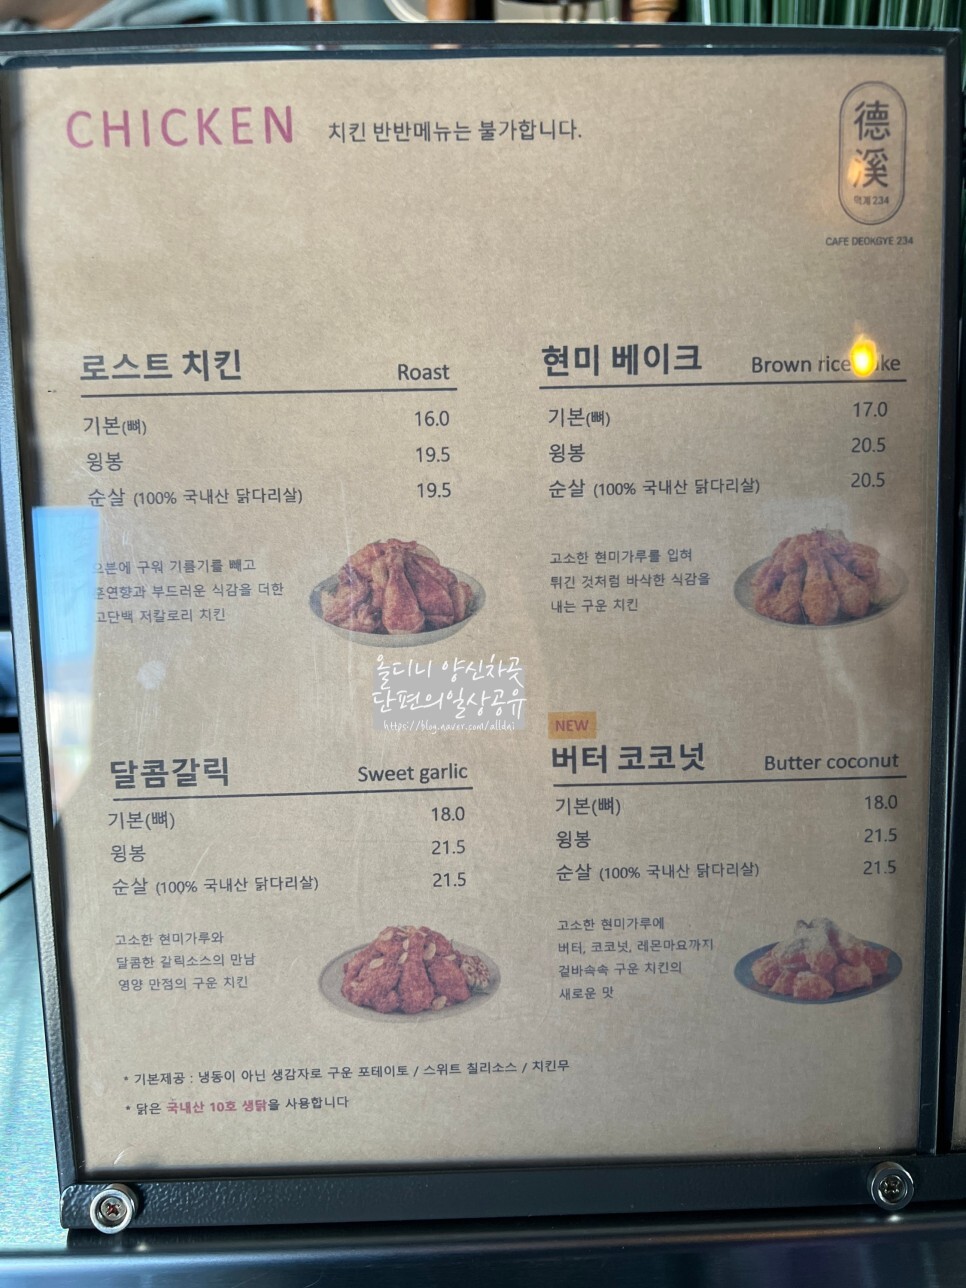 CHICKEN 치킨 반반메뉴는 불가합니다.
德
溪
덕계 234
CAFE DEOKGYE 234
로스트 치킨 Roast
기본(뼈) 16.0
윙봉 19.5
순살 (100% 국내산 닭다리살) 19.5
구워 기름기를 빼고
부드러운 식감을 더한
저칼로리 치킨
현미 베이크 Brown rice
기본(뼈) 17.0
윙봉 20.5
순살 (100% 국내산 닭다리살) 20.5
고소한 현미가루를 입혀
튀긴 것처럼 바삭한 식감을
내는 구운 치킨
올디니 양신차곳
단편의일상공유
https://blog.naver.com/alldni
달콤갈릭 Sweet garlic
기본(뼈) 18.0
윙봉 21.5
순살 (100% 국내산 닭다리살) 21.5
고소한 현미가루와
달콤한 갈릭소스의 만남
영양 만점의 구운 치킨
NEW
버터 코코넛 Butter coconut
기본(뼈) 18.0
윙봉 21.5
순살 (100% 국내산 닭다리살) 21.5
고소한 현미가루에
버터, 코코넛, 레몬마요까지
겉바속속 구운 치킨의
새로운 맛
* 기본제공 : 냉동이 아닌 생감자로 구운 포테이토 / 스위트 칠리소스 / 치킨무
* 닭은 국내산 10호 생닭을 사용합니다